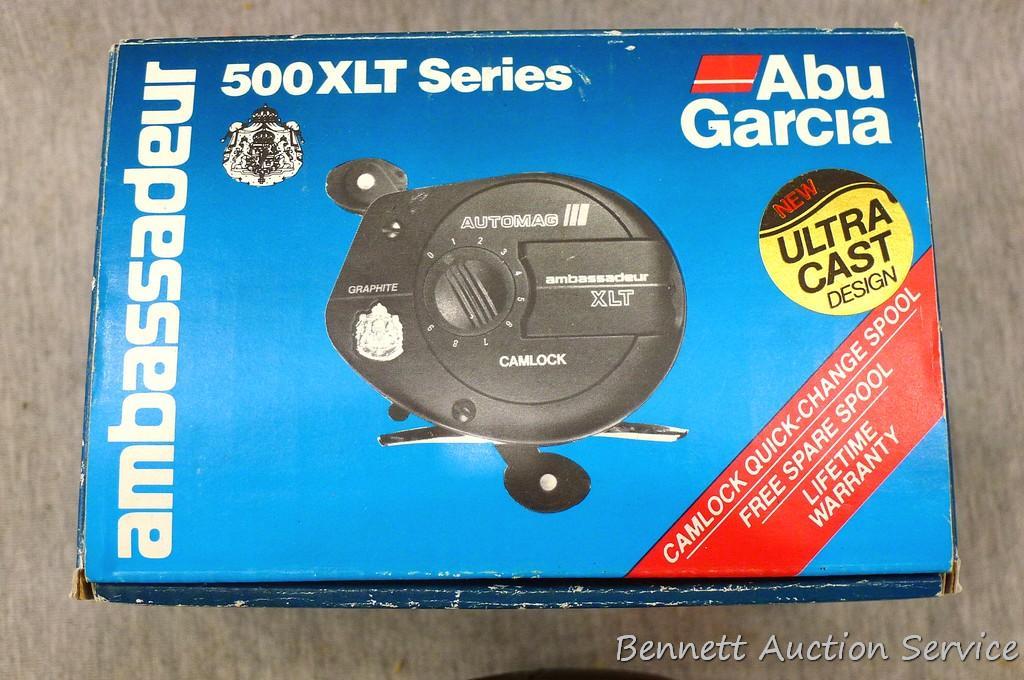 ambassadeur
500XLT Series
Abu
Garcia
NEW
ULTRA
CAST
DESIGN
AUTOMAG III
0 1 2 3 4 5 6 7 8 9
ambassadeur
XLT
GRAPHITE
CAMLOCK
CAMLOCK QUICK-CHANGE SPOOL
FREE SPARE SPOOL
LIFETIME
WARRANTY
Bennett Auction Service